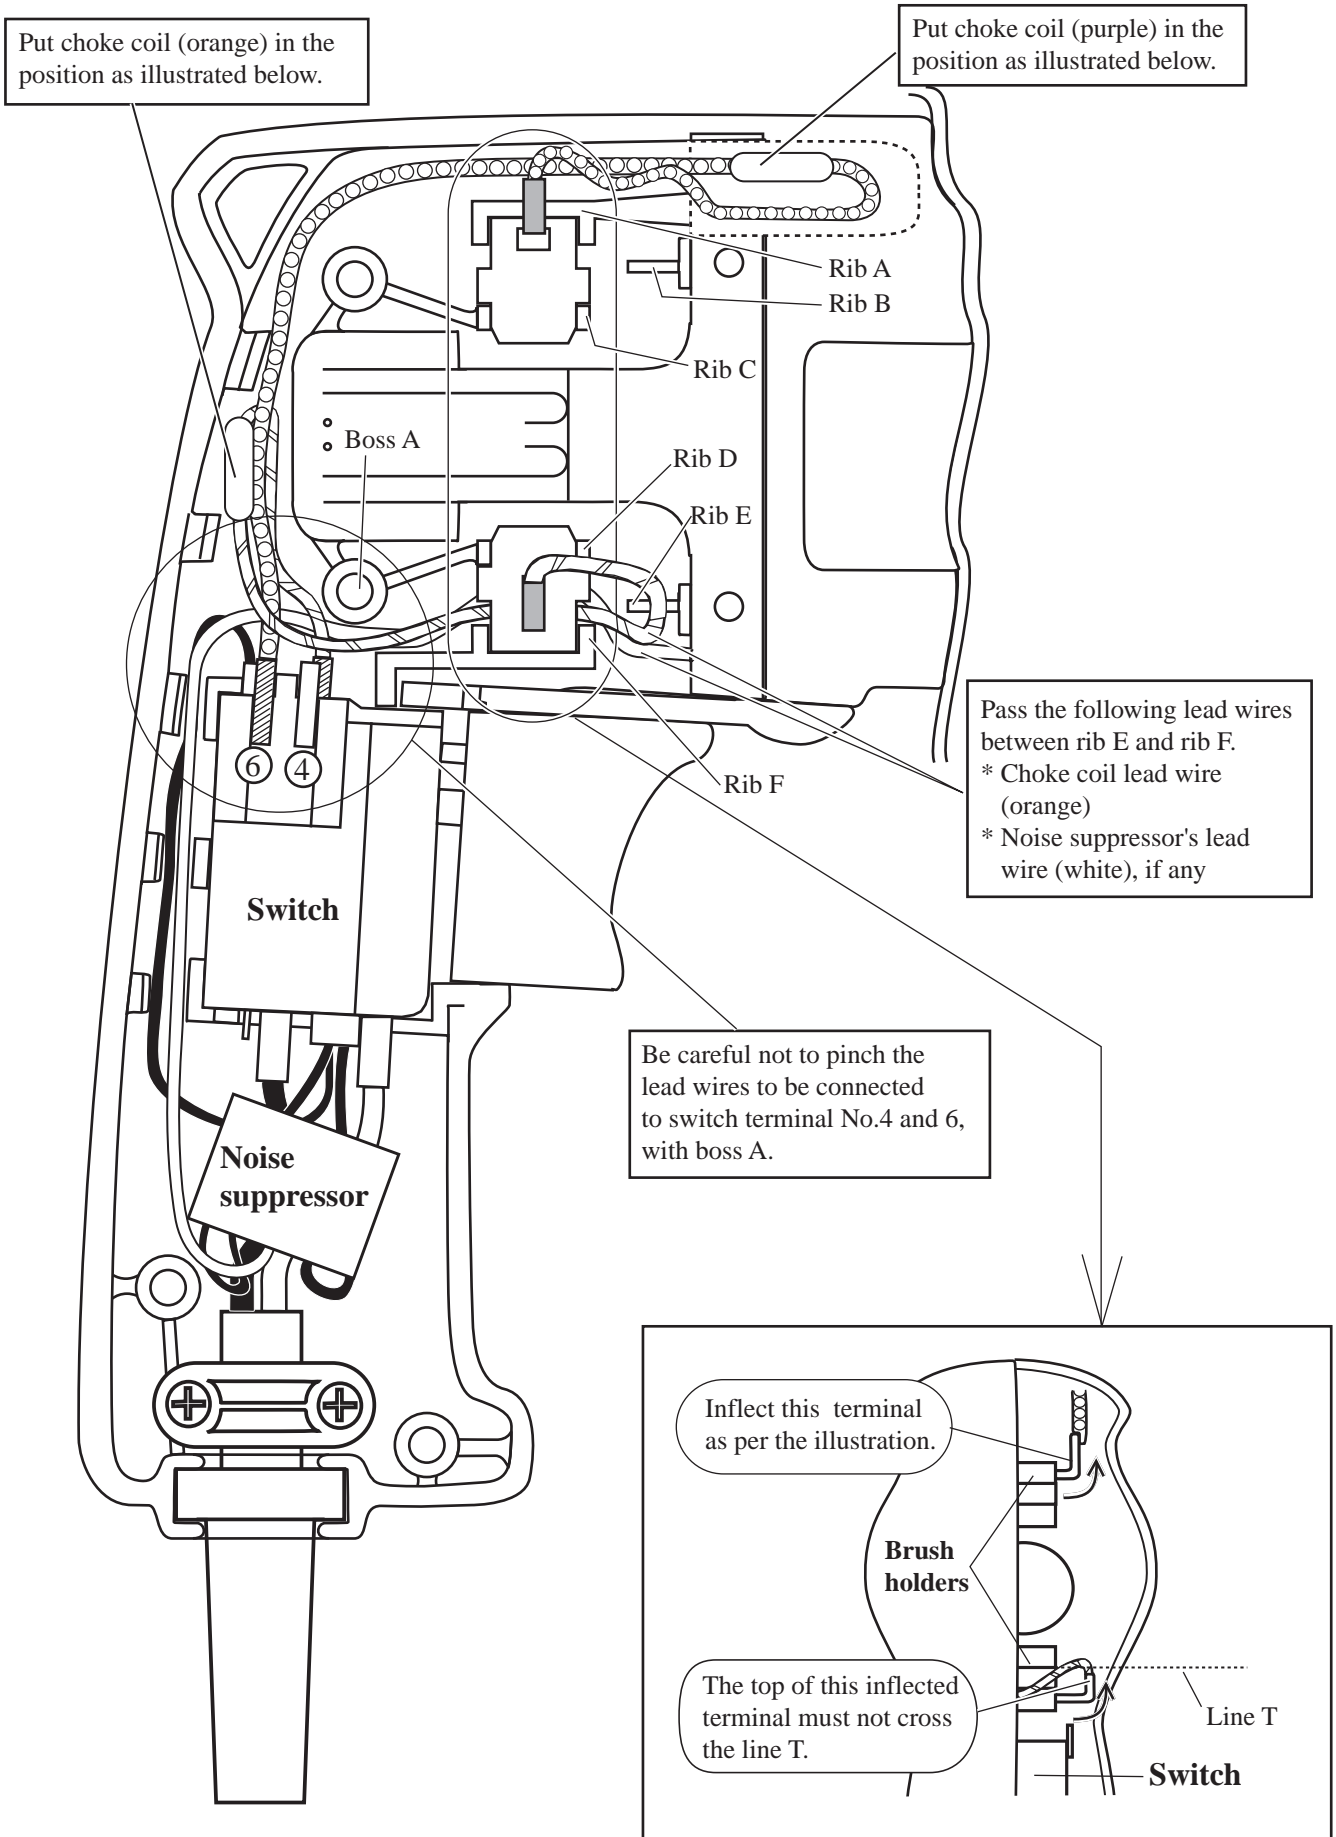 Put choke coil (orange) in the
position as illustrated below.
Put choke coil (purple) in the
position as illustrated below.
Rib A
Rib B
Rib C
Boss A
Rib D
Rib E
Pass the following lead wires
between rib E and rib F.
* Choke coil lead wire
(orange)
* Noise suppressor's lead
wire (white), if any
6
4
Rib F
Switch
Be careful not to pinch the
lead wires to be connected
to switch terminal No.4 and 6,
with boss A.
Noise
suppressor
Inflect this terminal
as per the illustration.
Brush
holders
The top of this inflected
terminal must not cross
the line T.
Line T
Switch